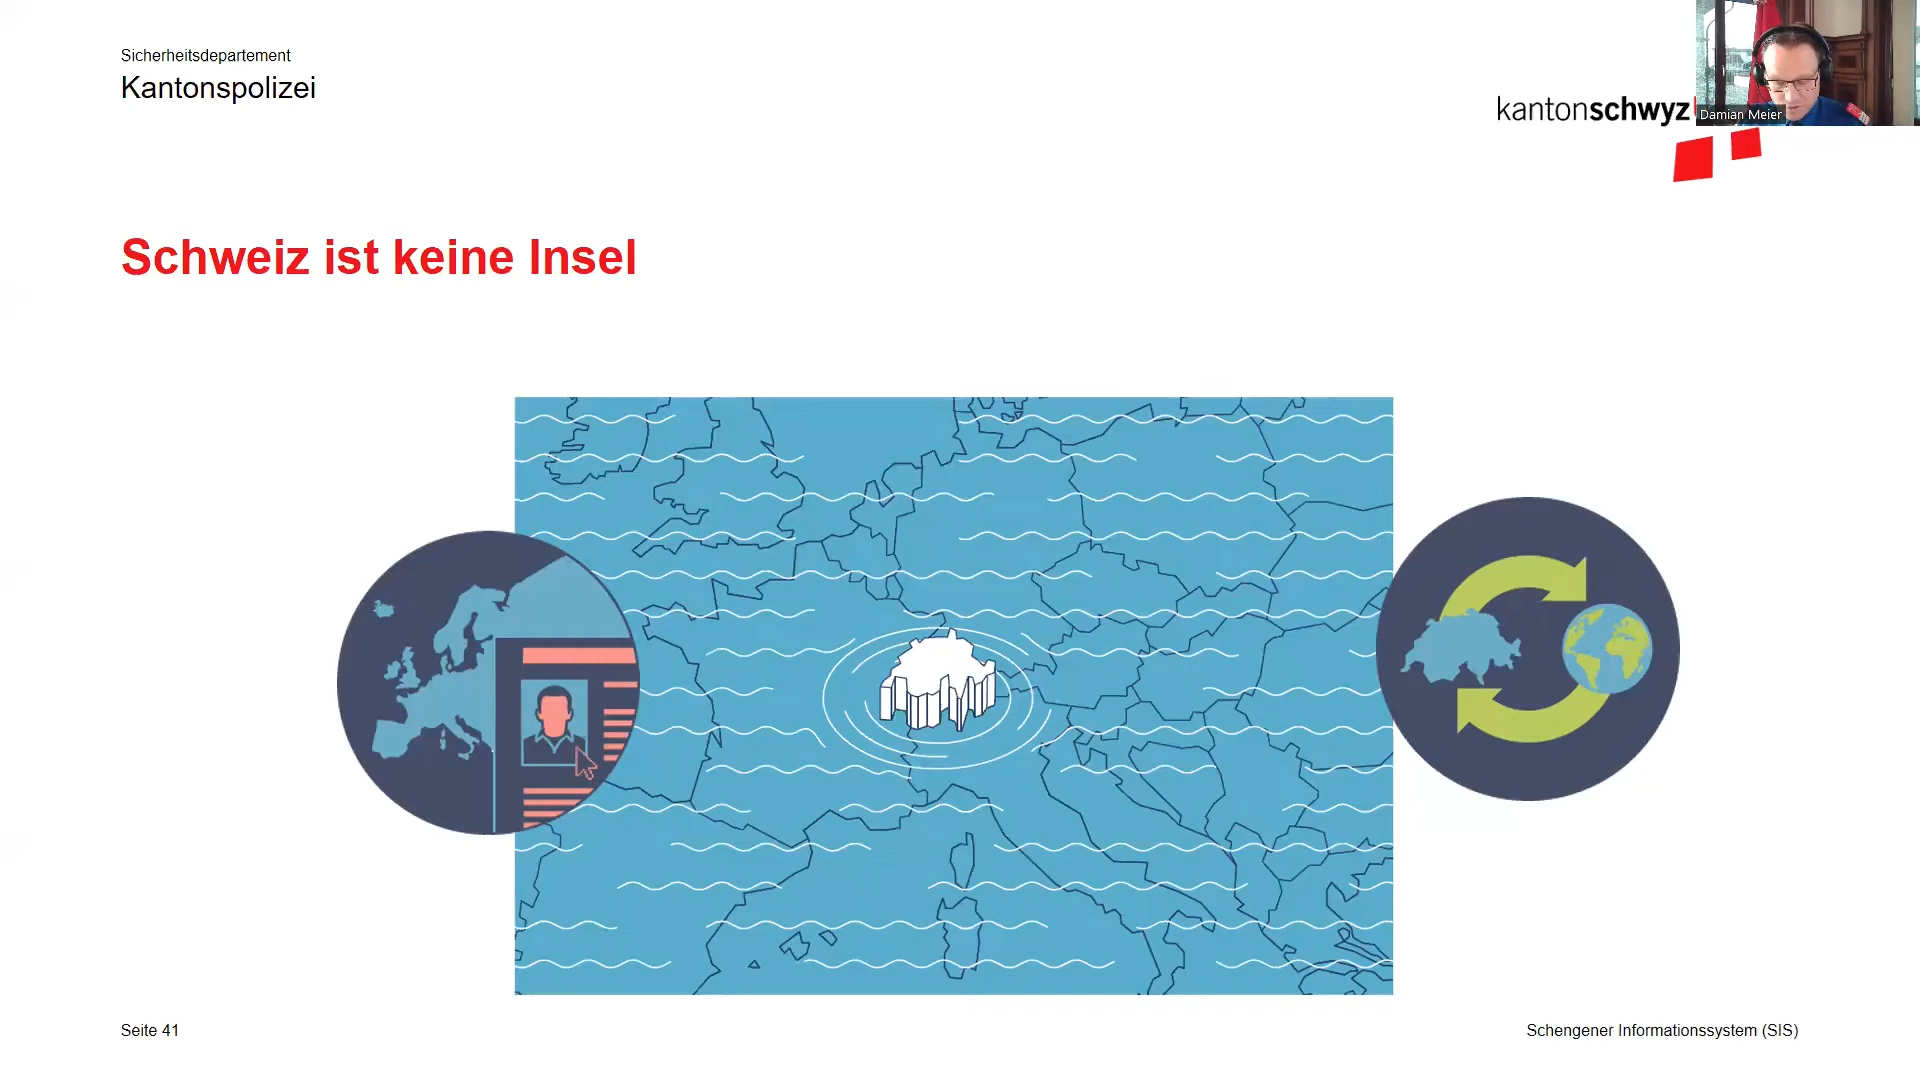 Sicherheitsdepartement
Kantonspolizei
kantonschwyz
Damian Meier
Schweiz ist keine Insel
Seite 41
Schengener Informationssystem (SIS)